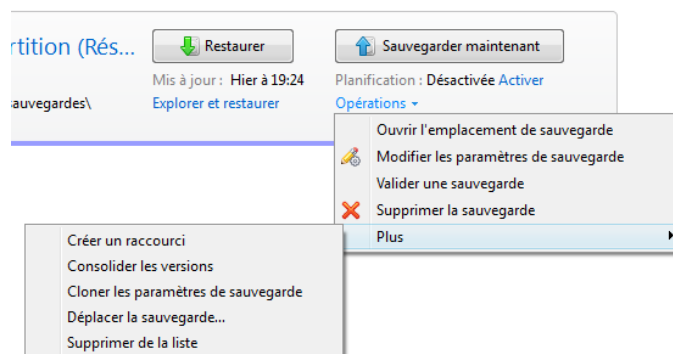 rtition (Rés...
Restaurer
Sauvegarder maintenant
Mis à jour : Hier à 19:24
Planification : Désactivée Activer
sauvegardes\
Explorer et restaurer
Opérations
Ouvrir l'emplacement de sauvegarde
Modifier les paramètres de sauvegarde
Valider une sauvegarde
Supprimer la sauvegarde
Plus
Créer un raccourci
Consolider les versions
Cloner les paramètres de sauvegarde
Déplacer la sauvegarde...
Supprimer de la liste